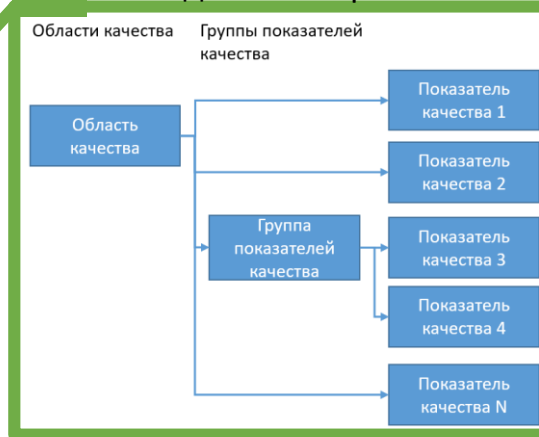 Области качества
Группы показателей
качества
Область
качества
Показатель
качества 1
Показатель
качества 2
Группа
показателей
качества
Показатель
качества 3
Показатель
качества 4
Показатель
качества N